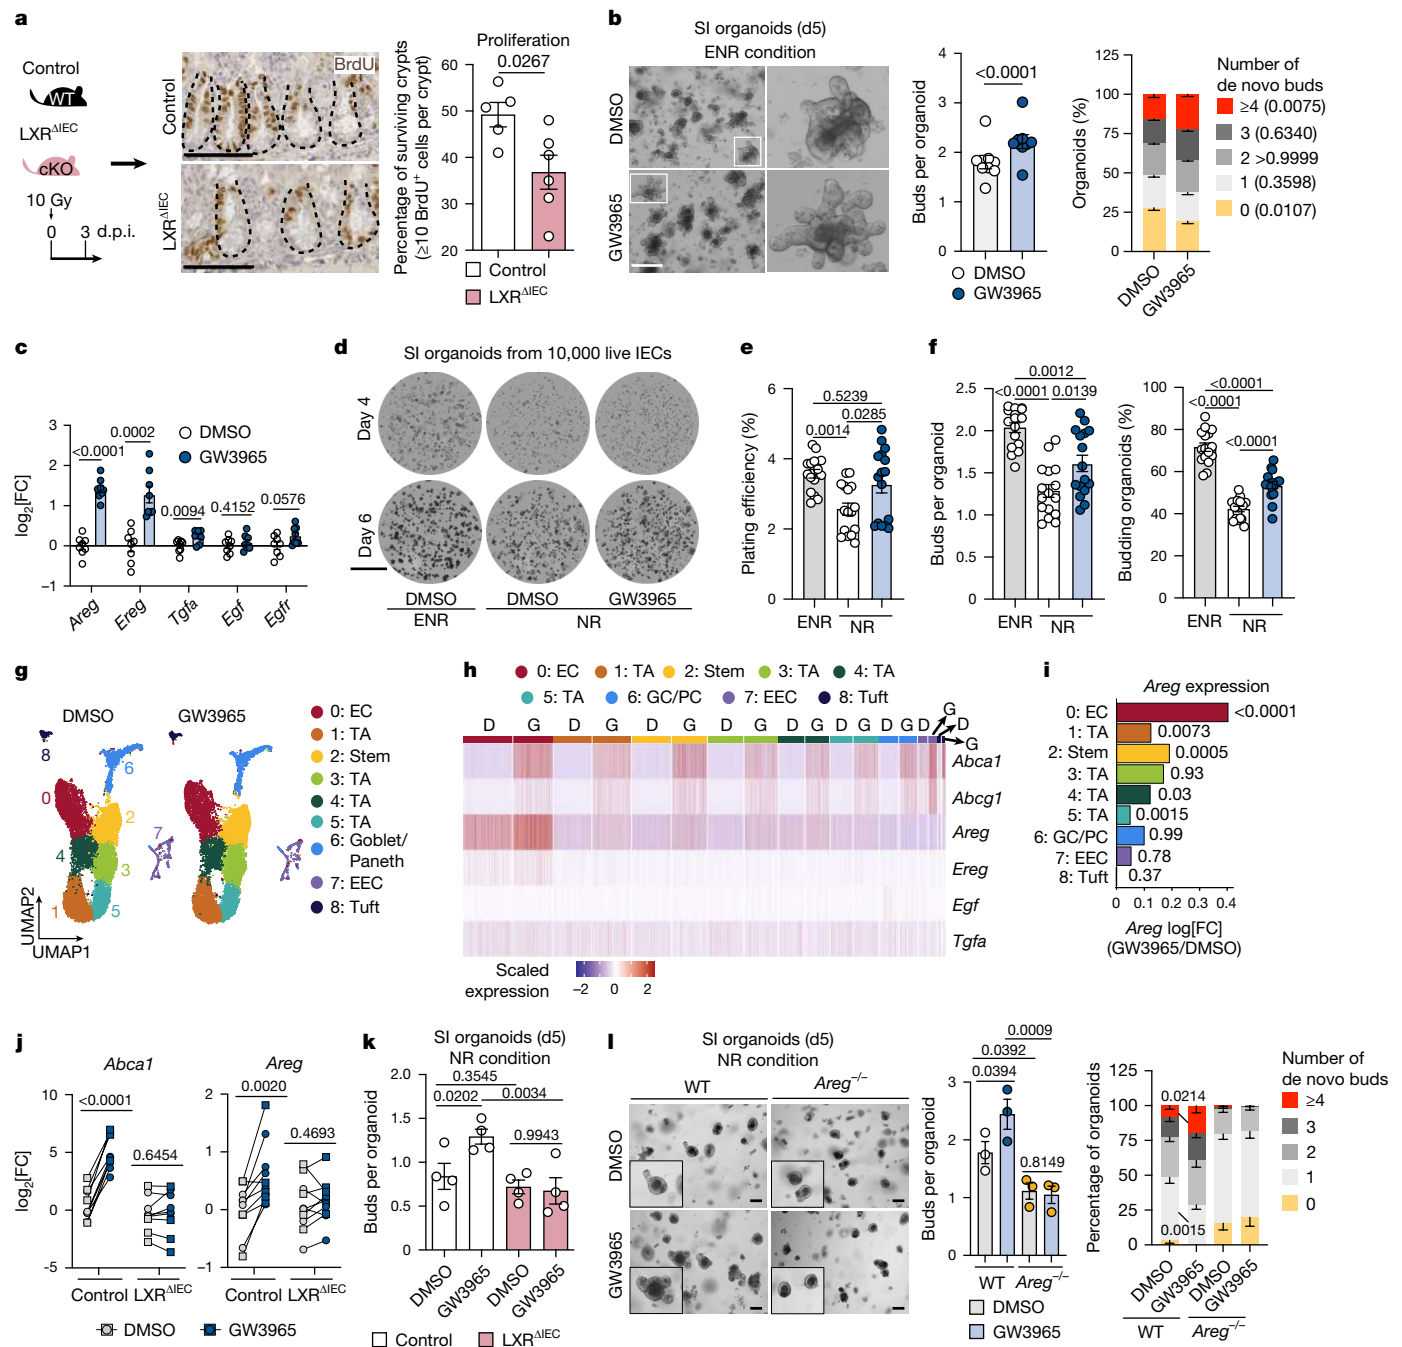 a
Control
WT
LXRΔIEC
cKO
10 Gy
0 3 d.p.i.
Control
LXRΔIEC
BrdU
Proliferation
0.0267
Percentage of surviving crypts
(≥10 BrdU+ cells per crypt)
60
50
40
30
20
Control
LXRΔIEC
b
SI organoids (d5)
ENR condition
DMSO
GW3965
Buds per organoid
4
3
2
1
0
<0.0001
DMSO
GW3965
Organoids (%)
125
100
75
50
25
0
DMSO
GW3965
Number of
de novo buds
≥4 (0.0075)
3 (0.6340)
2 >0.9999
1 (0.3598)
0 (0.0107)
c
log2[FC]
3
2
1
0
−1
<0.0001
0.0002
0.0094
0.4152
0.0576
DMSO
GW3965
Areg
Ereg
Tgfa
Egf
Egfr
d
SI organoids from 10,000 live IECs
Day 4
Day 6
DMSO DMSO GW3965
ENR NR
e
Plating efficiency (%)
6
4
2
0
0.5239
0.0285
0.0014
ENR NR
f
Buds per organoid
2.5
2.0
1.5
1.0
0.5
0
0.0012
<0.0001 0.0139
ENR NR
Budding organoids (%)
100
80
60
40
20
0
<0.0001
<0.0001
<0.0001
ENR NR
g
DMSO GW3965
8
6
0
2
7
4
3
1
5
UMAP2
UMAP1
0: EC
1: TA
2: Stem
3: TA
4: TA
5: TA
6: Goblet/
Paneth
7: EEC
8: Tuft
h
0: EC 1: TA 2: Stem 3: TA 4: TA
5: TA 6: GC/PC 7: EEC 8: Tuft
D G D G D G D G D G D G D G D G D G
Abca1
Abcg1
Areg
Ereg
Egf
Tgfa
Scaled
expression
−2 0 2
i
Areg expression
0: EC <0.0001
1: TA 0.0073
2: Stem 0.0005
3: TA 0.93
4: TA 0.03
5: TA 0.0015
6: GC/PC 0.99
7: EEC 0.78
8: Tuft 0.37
0 0.1 0.2 0.3 0.4
Areg log[FC]
(GW3965/DMSO)
j
Abca1
log2[FC]
10
5
0
−5
<0.0001
0.6454
Control LXRΔIEC
Areg
2
1
0
−1
0.0020
0.4693
Control LXRΔIEC
DMSO GW3965
k
SI organoids (d5)
NR condition
Buds per organoid
2.0
1.5
1.0
0.5
0
0.3545
0.0202 0.0034
0.9943
DMSO
GW3965
DMSO
GW3965
Control LXRΔIEC
l
SI organoids (d5)
NR condition
WT Areg−/−
DMSO
GW3965
Buds per organoid
3
2
1
0
0.0009
0.0392
0.0394
0.8149
WT Areg−/−
DMSO
GW3965
Percentage of organoids
125
100
75
50
25
0
0.0214
0.0015
DMSO
GW3965
DMSO
GW3965
WT Areg−/−
Number of
de novo buds
≥4
3
2
1
0